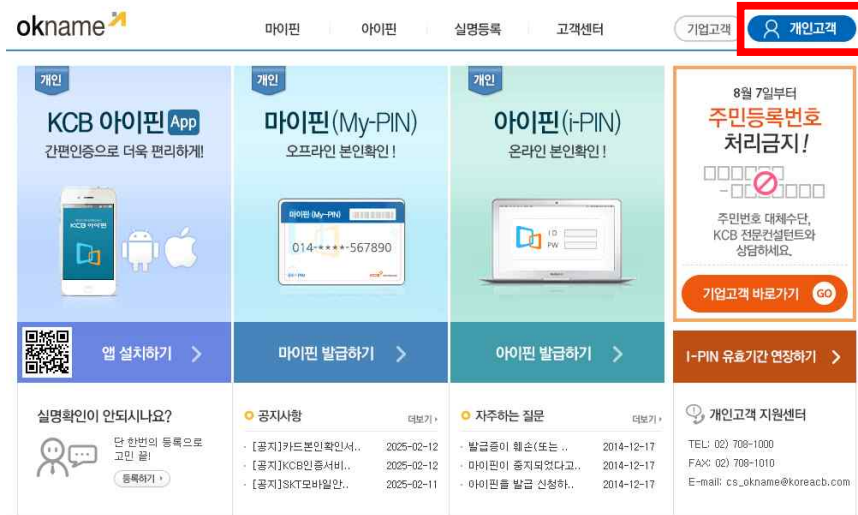 okname
마이핀 아이핀 실명등록 고객센터
기업고객 개인고객
개인
KCB 아이핀 App
간편인증으로 더욱 편리하게!
KCB 아이핀
앱 설치하기
개인
마이핀(My-PIN)
오프라인 본인확인!
마이핀 (My-PIN)
014-****-567890
마이핀 발급하기
개인
아이핀(i-PIN)
온라인 본인확인!
ID
PW
아이핀 발급하기
8월 7일부터
주민등록번호
처리금지!
주민번호 대체수단,
KCB 전문컨설턴트와
상담하세요.
기업고객 바로가기 GO
I-PIN 유효기간 연장하기
실명확인이 안되시나요?
단 한번의 등록으로
고민 끝!
등록하기
공지사항 더보기
· [공지]카드본인확인서.. 2025-02-12
· [공지]KCB인증서비.. 2025-02-12
· [공지]SKT모바일안.. 2025-02-11
자주하는 질문 더보기
· 발급증이 훼손(또는 .. 2014-12-17
· 마이핀이 중지되었다고.. 2014-12-17
· 아이핀을 발급 신청하.. 2014-12-17
개인고객 지원센터
TEL: 02) 708-1000
FAX: 02) 708-1010
E-mail: cs_okname@koreacb.com